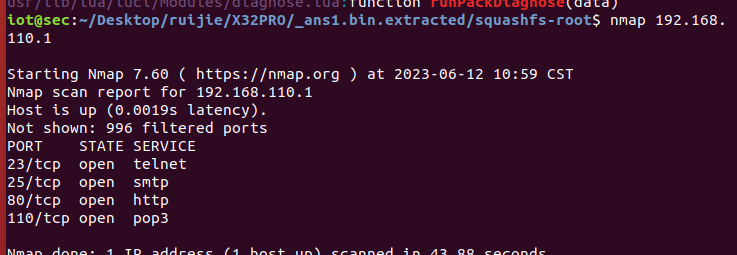 usr/lib/lua/luci/modules/diagnose.lua:function runPackDiagnose(data)
iot@sec:~/Desktop/ruijie/X32PRO/_ans1.bin.extracted/squashfs-root$ nmap 192.168.
110.1
Starting Nmap 7.60 ( https://nmap.org ) at 2023-06-12 10:59 CST
Nmap scan report for 192.168.110.1
Host is up (0.0019s latency).
Not shown: 996 filtered ports
PORT    STATE SERVICE
23/tcp  open  telnet
25/tcp  open  smtp
80/tcp  open  http
110/tcp open  pop3
Nmap done: 1 IP address (1 host up) scanned in 43.88 seconds